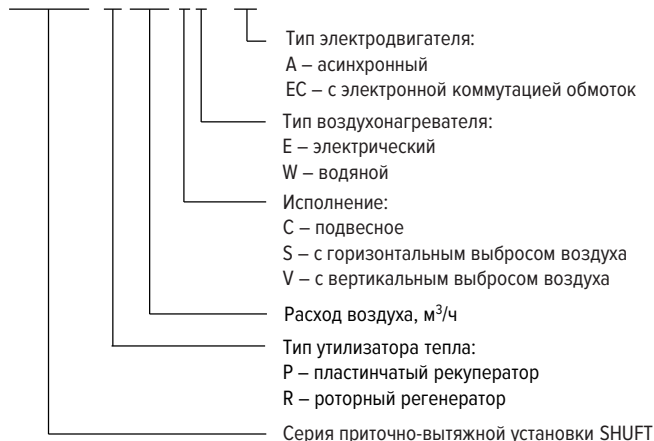 Тип электродвигателя:
A – асинхронный
EC – с электронной коммутацией обмоток
Тип воздухонагревателя:
E – электрический
W – водяной
Исполнение:
C – подвесное
S – с горизонтальным выбросом воздуха
V – с вертикальным выбросом воздуха
Расход воздуха, м³/ч
Тип утилизатора тепла:
P – пластинчатый рекуператор
R – роторный регенератор
Серия приточно-вытяжной установки SHUFT